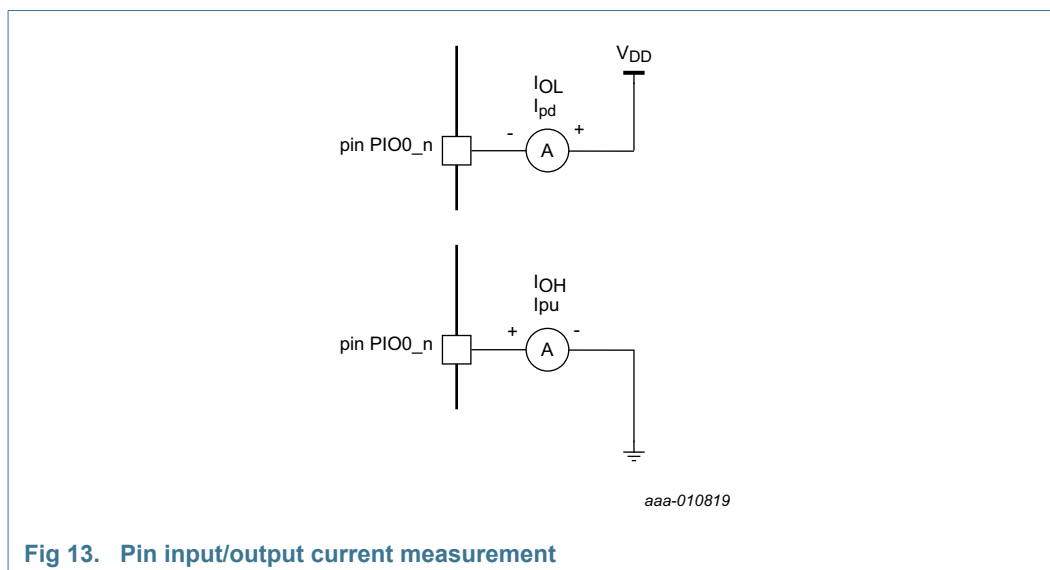 VDD
IOL
Ipd
- +
pin PIO0_n
A
IOH
Ipu
+ -
pin PIO0_n
A
aaa-010819
Fig 13. Pin input/output current measurement